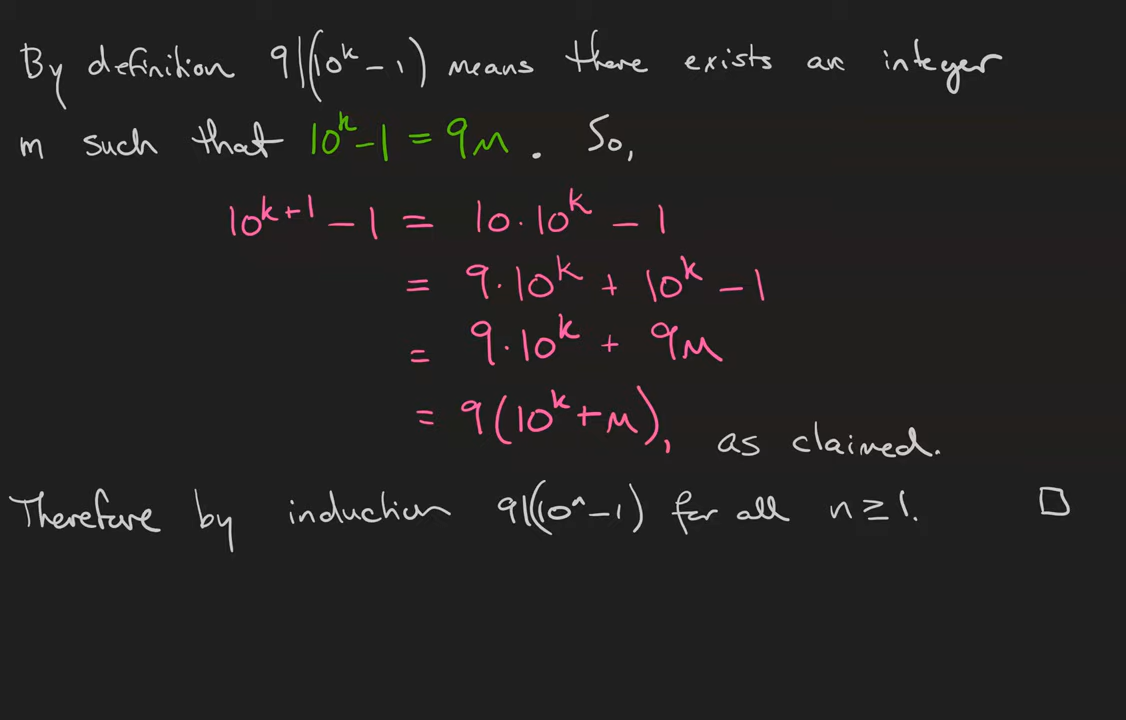 By definition 9|(10^k - 1) means there exists an integer
m such that 10^k - 1 = 9m. So,
10^{k+1} - 1 = 10·10^k - 1
= 9·10^k + 10^k - 1
= 9·10^k + 9m
= 9(10^k + m), as claimed.
Therefore by induction 9|(10^n - 1) for all n ≥ 1. □